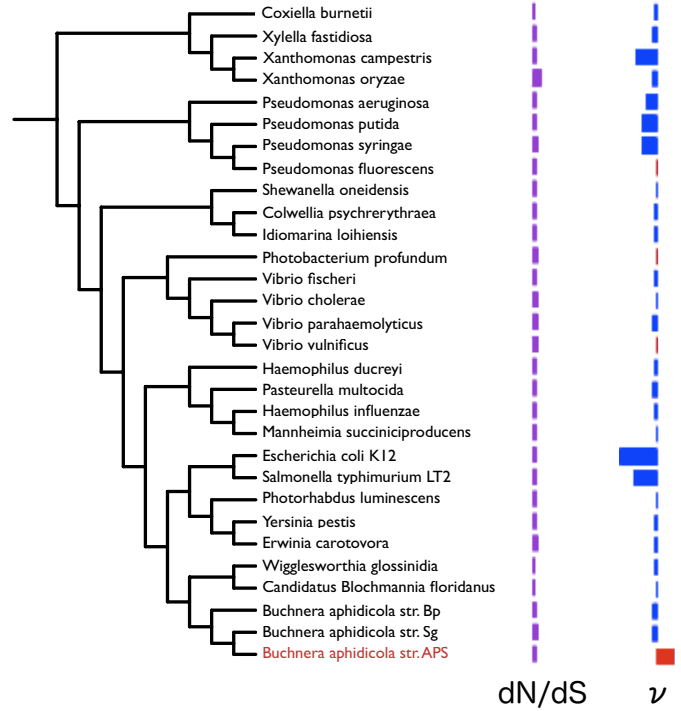 Coxiella burnetii
Xylella fastidiosa
Xanthomonas campestris
Xanthomonas oryzae
Pseudomonas aeruginosa
Pseudomonas putida
Pseudomonas syringae
Pseudomonas fluorescens
Shewanella oneidensis
Colwellia psychrerythraea
Idiomarina loihiensis
Photobacterium profundum
Vibrio fischeri
Vibrio cholerae
Vibrio parahaemolyticus
Vibrio vulnificus
Haemophilus ducreyi
Pasteurella multocida
Haemophilus influenzae
Mannheimia succiniciproducens
Escherichia coli K12
Salmonella typhimurium LT2
Photorhabdus luminescens
Yersinia pestis
Erwinia carotovora
Wigglesworthia glossinidia
Candidatus Blochmannia floridanus
Buchnera aphidicola str. Bp
Buchnera aphidicola str. Sg
Buchnera aphidicola str. APS
dN/dS ν